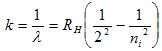 k = 1/λ = R_H(1/2² − 1/n_i²)